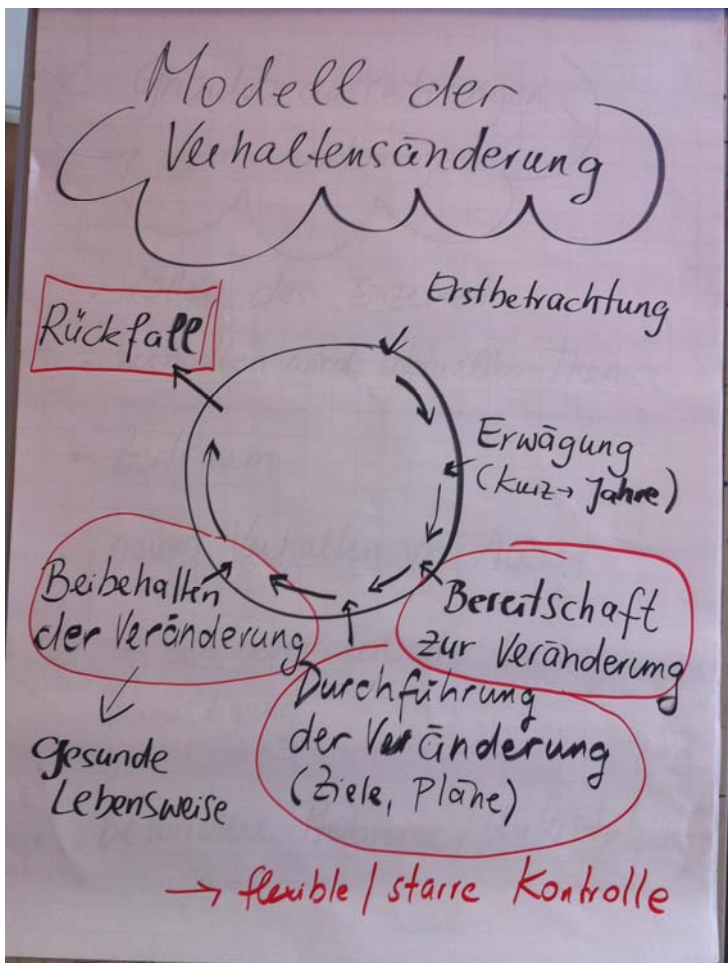 Modell der
Verhaltensänderung
Erstbetrachtung
Rückfall
Erwägung
(kurz → Jahre)
Bereitschaft
zur Veränderung
Beibehalten
der Veränderung
Durchführung
der Veränderung
(Ziele, Pläne)
gesunde
Lebensweise
→ flexible / starre Kontrolle